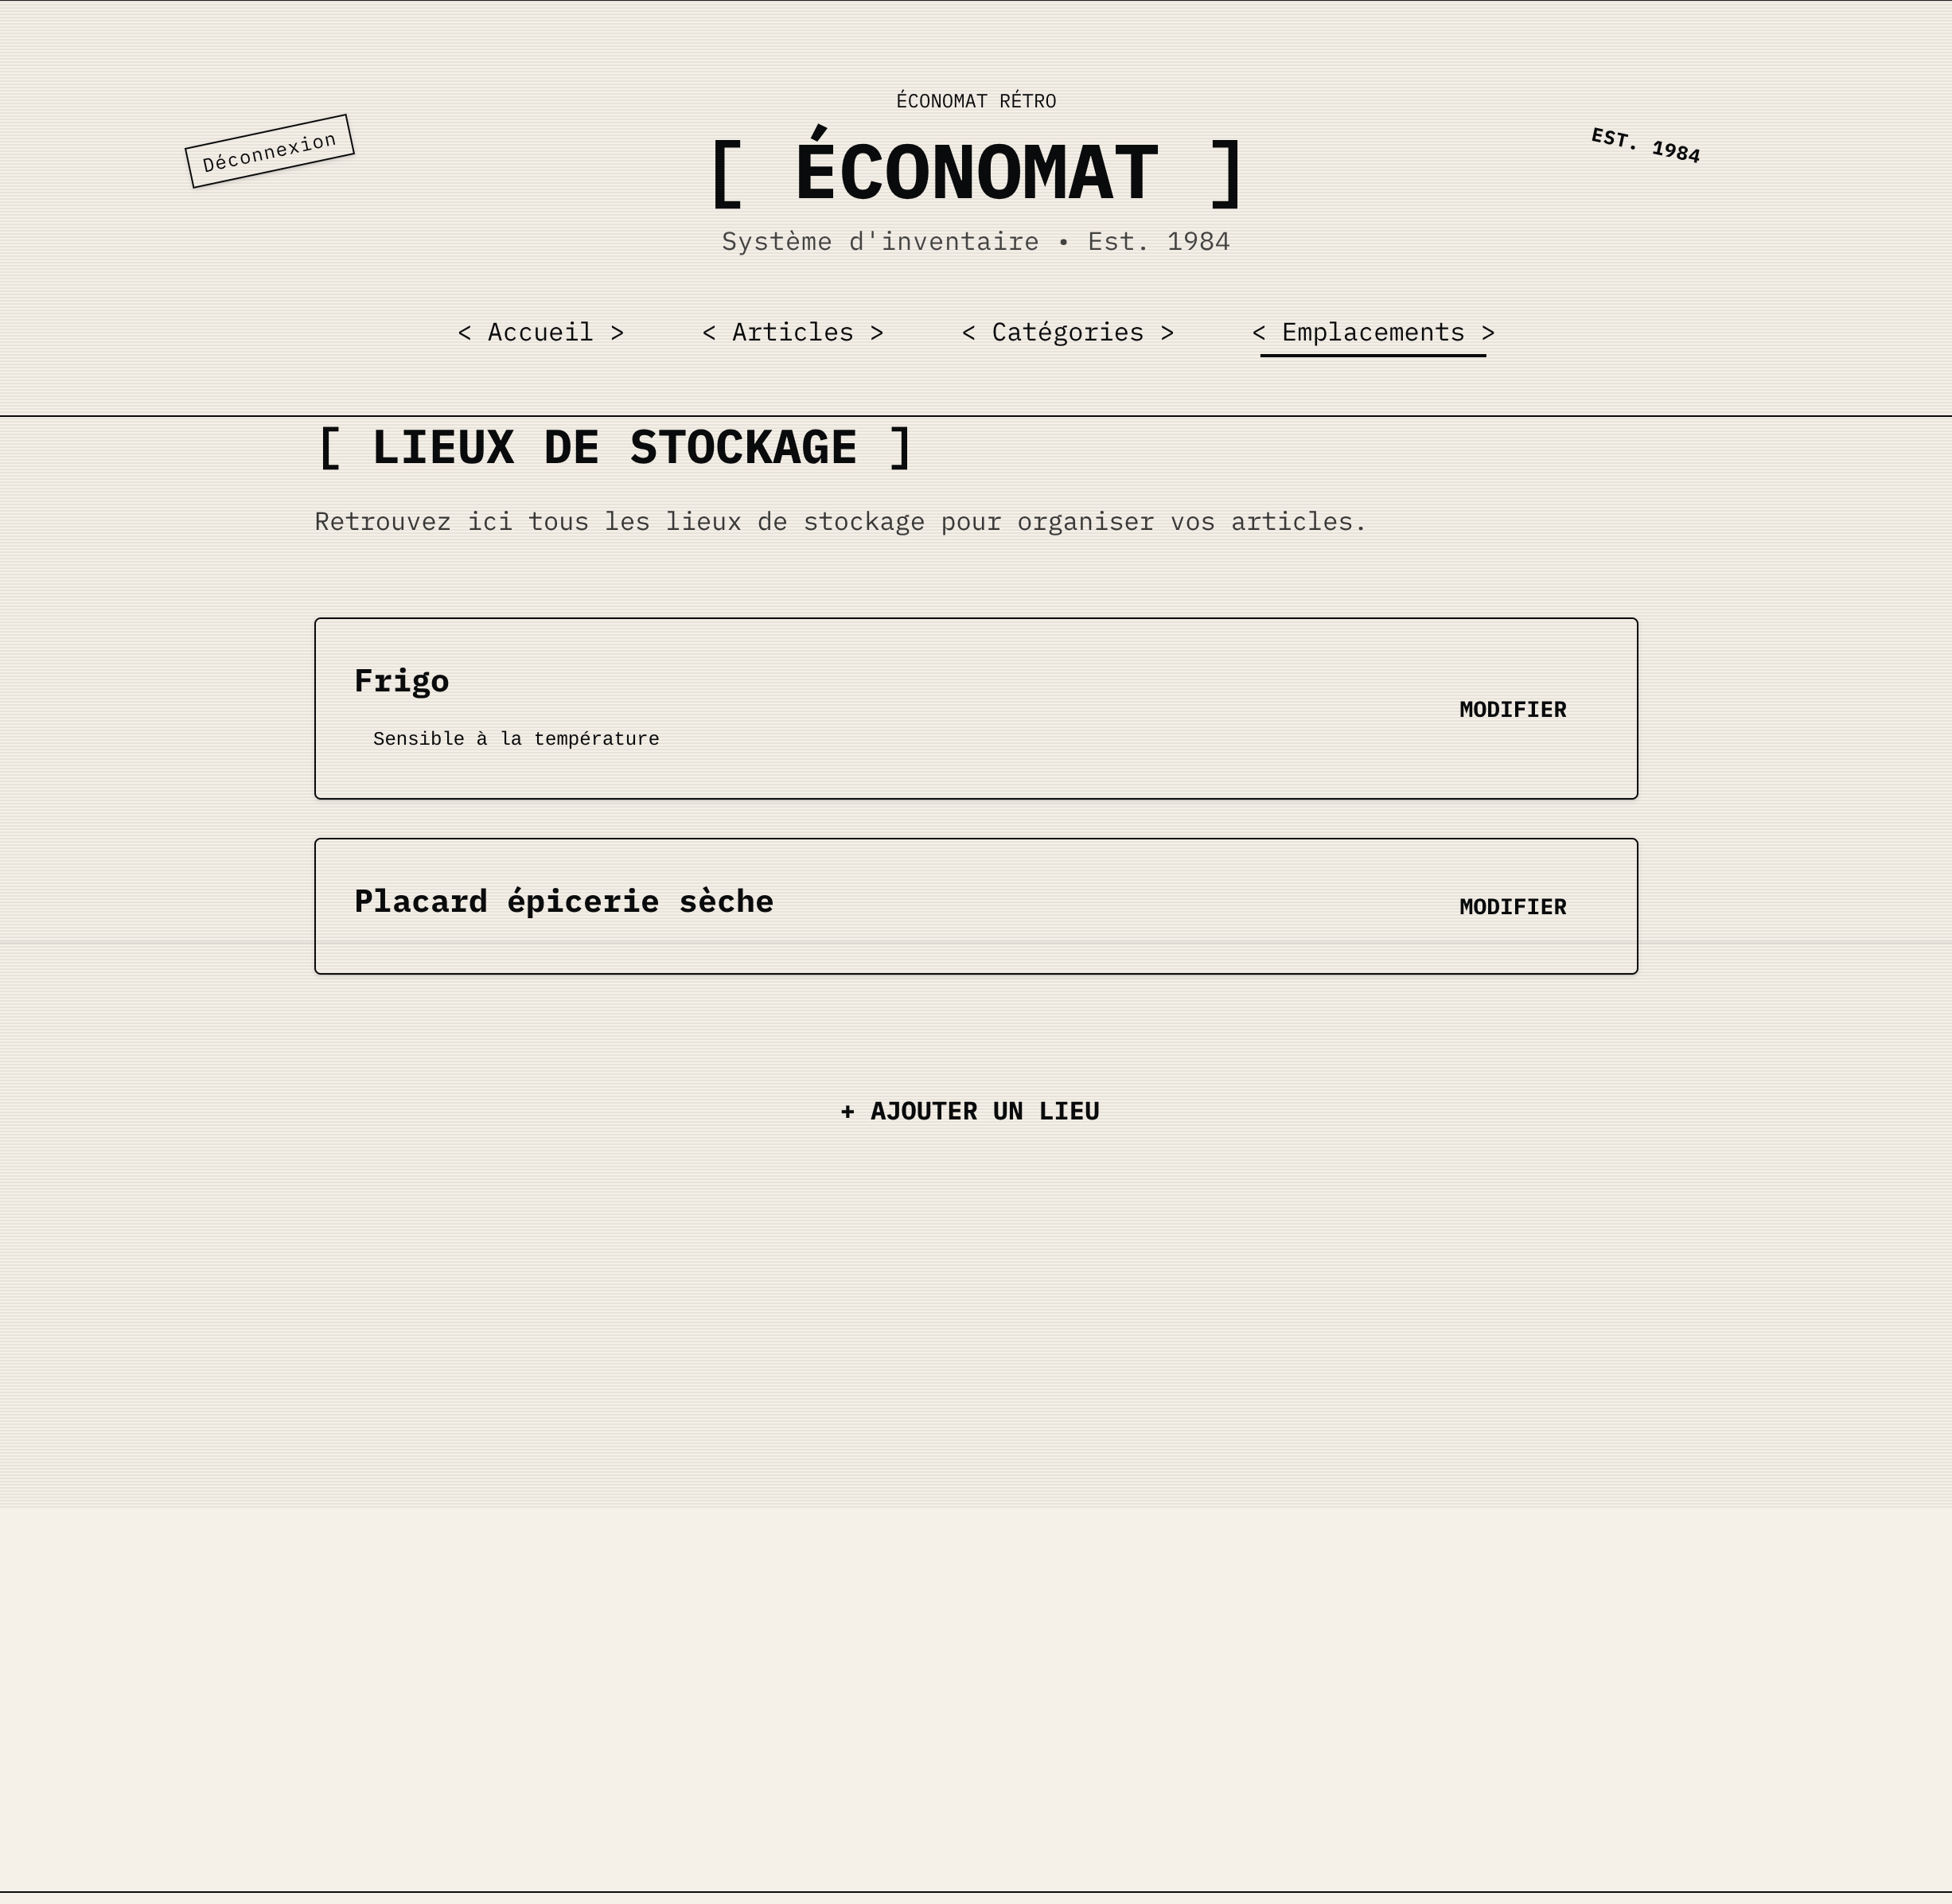 ÉCONOMAT RÉTRO
Déconnexion
[ ÉCONOMAT ]
EST. 1984
Système d'inventaire • Est. 1984
< Accueil >
< Articles >
< Catégories >
< Emplacements >
[ LIEUX DE STOCKAGE ]
Retrouvez ici tous les lieux de stockage pour organiser vos articles.
Frigo
Sensible à la température
MODIFIER
Placard épicerie sèche
MODIFIER
+ AJOUTER UN LIEU